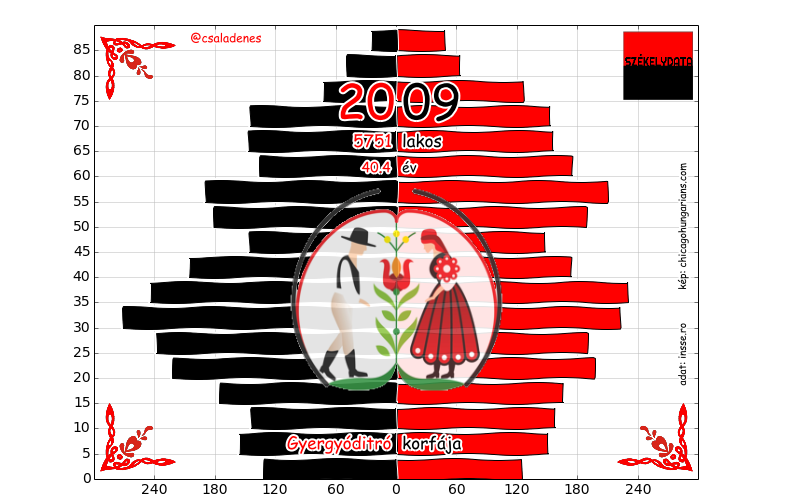 @csaladenes
SZÉKELYDATA
2009
5751 lakos
40.4 év
kép: chicagohungarians.com
adat: insse.ro
Gyergyóditró korfája
85
80
75
70
65
60
55
50
45
40
35
30
25
20
15
10
5
0
240 180 120 60 0 60 120 180 240